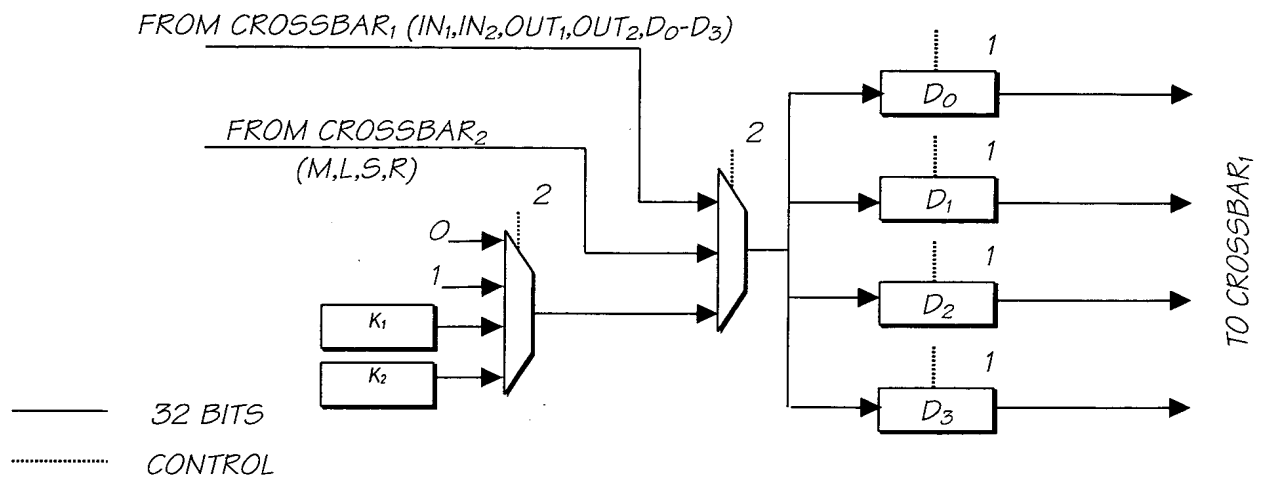 FROM CROSSBAR₁ (IN₁,IN₂,OUT₁,OUT₂,D₀-D₃)
1
D₀
FROM CROSSBAR₂
(M,L,S,R)
2
1
D₁
2
0
1
K₁
K₂
1
D₂
1
D₃
TO CROSSBAR₁
32 BITS
CONTROL